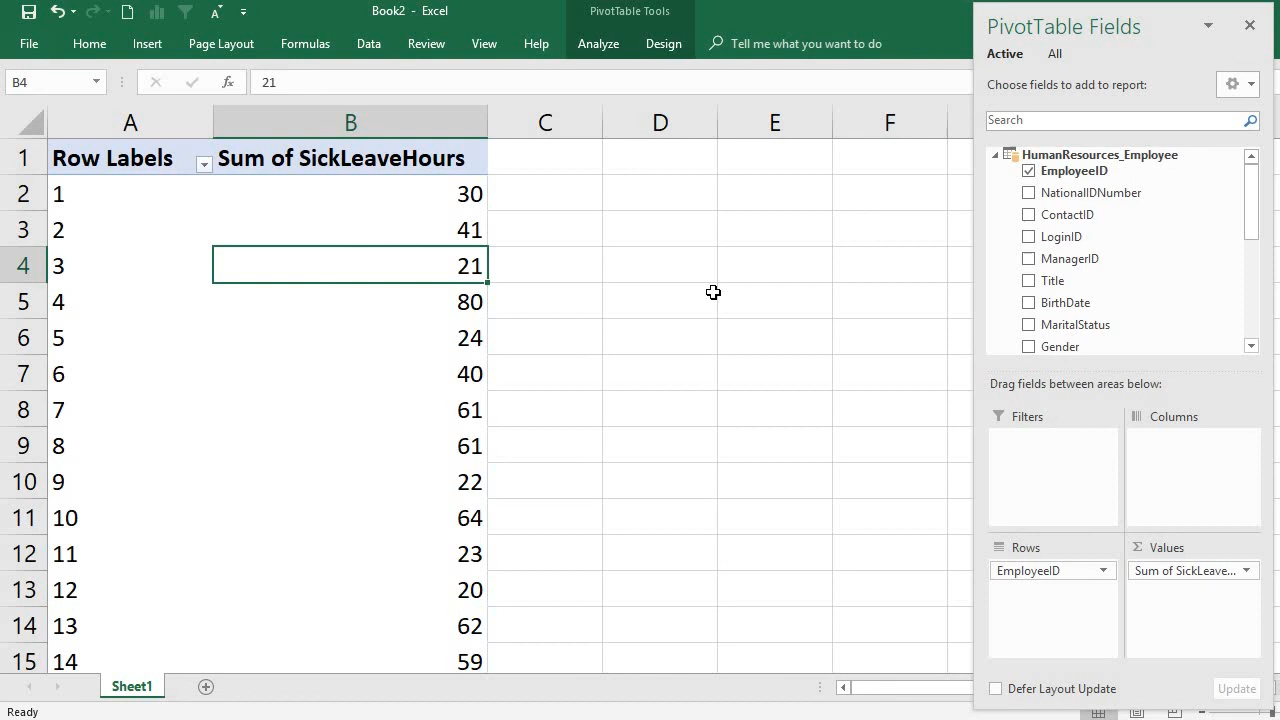 Book2 - Excel
PivotTable Tools
PivotTable Fields
File Home Insert Page Layout Formulas Data Review View Help Analyze Design Tell me what you want to do
Active All
B4 fx 21
Choose fields to add to report:
Search
A B C D E F
1 Row Labels Sum of SickLeaveHours
2 1 30
3 2 41
4 3 21
5 4 80
6 5 24
7 6 40
8 7 61
9 8 61
10 9 22
11 10 64
12 11 23
13 12 20
14 13 62
15 14 59
HumanResources_Employee
EmployeeID
NationalIDNumber
ContactID
LoginID
ManagerID
Title
BirthDate
MaritalStatus
Gender
Drag fields between areas below:
Filters Columns
Rows Σ Values
EmployeeID Sum of SickLeave...
Defer Layout Update Update
Sheet1
Ready